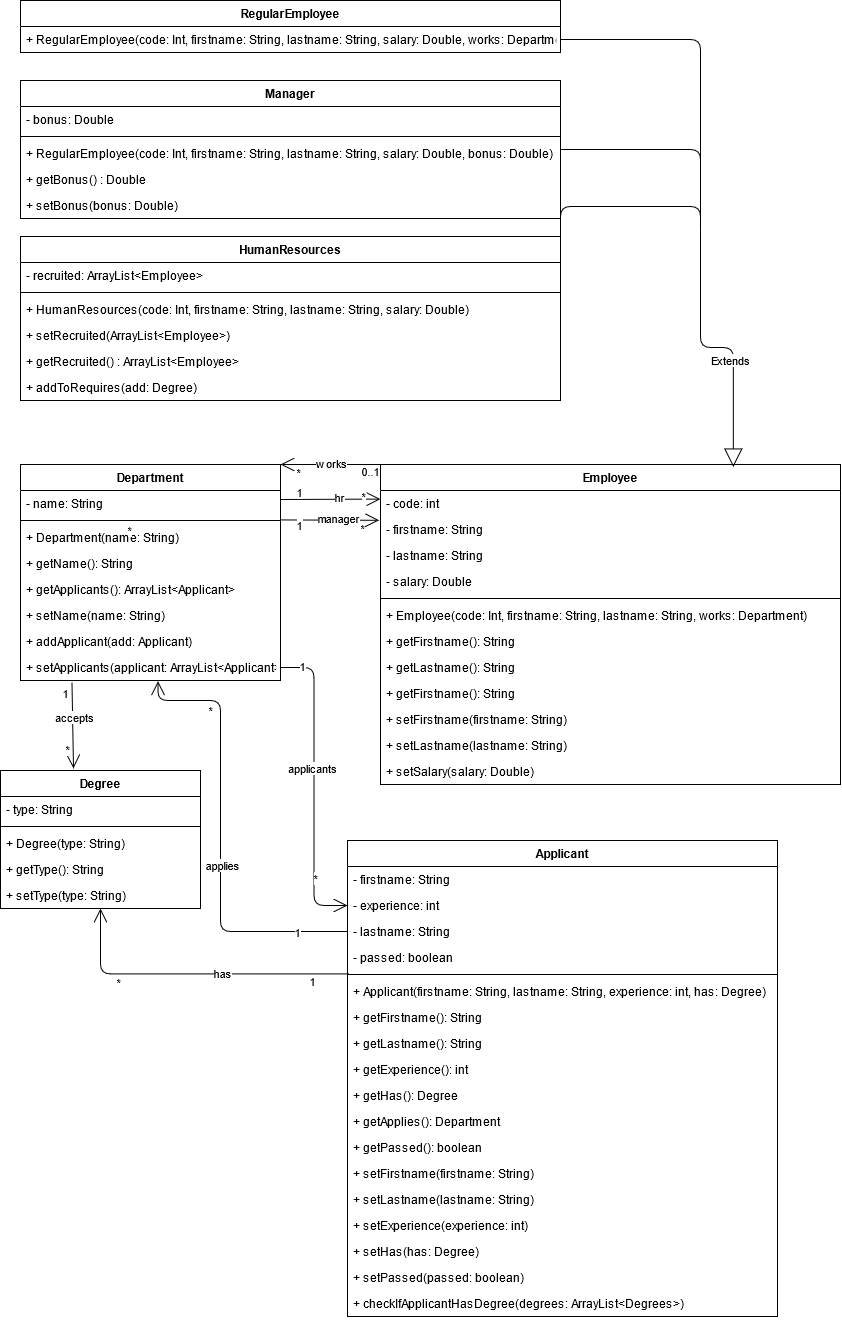 RegularEmployee
+ RegularEmployee(code: Int, firstname: String, lastname: String, salary: Double, works: Departm
Manager
- bonus: Double
+ RegularEmployee(code: Int, firstname: String, lastname: String, salary: Double, bonus: Double)
+ getBonus() : Double
+ setBonus(bonus: Double)
HumanResources
- recruited: ArrayList<Employee>
+ HumanResources(code: Int, firstname: String, lastname: String, salary: Double)
+ setRecruited(ArrayList<Employee>)
+ getRecruited() : ArrayList<Employee>
+ addToRequires(add: Degree)
Extends
Department
- name: String
*
+ Department(name: String)
+ getName(): String
+ getApplicants(): ArrayList<Applicant>
+ setName(name: String)
+ addApplicant(add: Applicant)
+ setApplicants(applicant: ArrayList<Applicant
works
*
0..1
1
hr
*
1
manager
*
Employee
- code: int
- firstname: String
- lastname: String
- salary: Double
+ Employee(code: Int, firstname: String, lastname: String, works: Department)
+ getFirstname(): String
+ getLastname(): String
+ getFirstname(): String
+ setFirstname(firstname: String)
+ setLastname(lastname: String)
+ setSalary(salary: Double)
1
accepts
*
1
applicants
*
*
applies
1
Degree
- type: String
+ Degree(type: String)
+ getType(): String
+ setType(type: String)
has
*
1
Applicant
- firstname: String
- experience: int
- lastname: String
- passed: boolean
+ Applicant(firstname: String, lastname: String, experience: int, has: Degree)
+ getFirstname(): String
+ getLastname(): String
+ getExperience(): int
+ getHas(): Degree
+ getApplies(): Department
+ getPassed(): boolean
+ setFirstname(firstname: String)
+ setLastname(lastname: String)
+ setExperience(experience: int)
+ setHas(has: Degree)
+ setPassed(passed: boolean)
+ checkIfApplicantHasDegree(degrees: ArrayList<Degrees>)